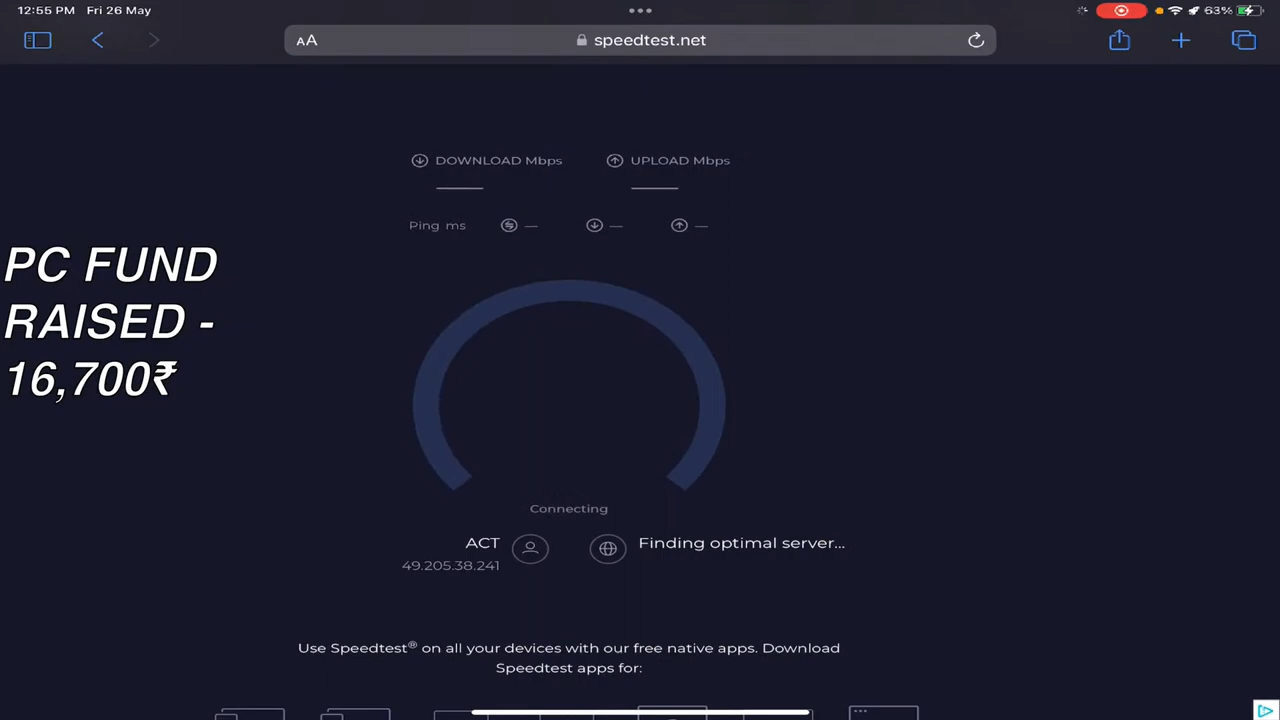 12:55 PM Fri 26 May
63%
AA
speedtest.net
DOWNLOAD Mbps
UPLOAD Mbps
Ping ms
—
—
—
PC FUND
RAISED -
16,700₹
Connecting
ACT
Finding optimal server...
49.205.38.241
Use Speedtest® on all your devices with our free native apps. Download
Speedtest apps for: